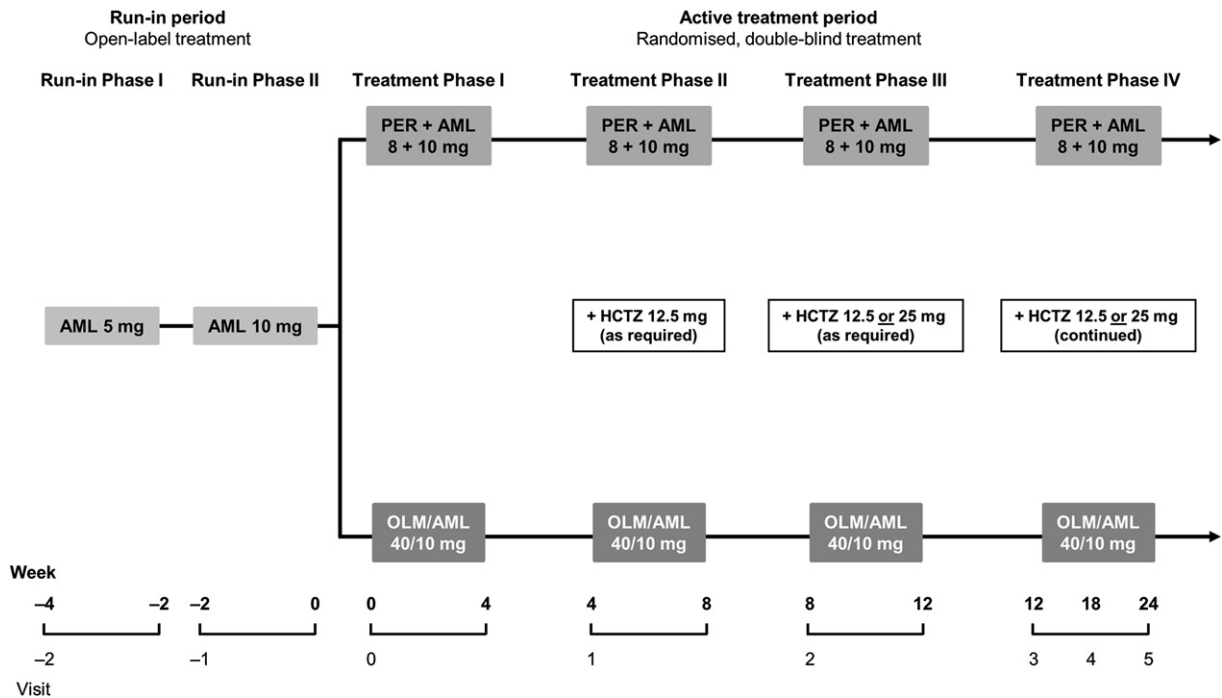 Run-in period
Open-label treatment
Active treatment period
Randomised, double-blind treatment
Run-in Phase I
Run-in Phase II
Treatment Phase I
Treatment Phase II
Treatment Phase III
Treatment Phase IV
PER + AML
8 + 10 mg
PER + AML
8 + 10 mg
PER + AML
8 + 10 mg
PER + AML
8 + 10 mg
AML 5 mg
AML 10 mg
+ HCTZ 12.5 mg
(as required)
+ HCTZ 12.5 or 25 mg
(as required)
+ HCTZ 12.5 or 25 mg
(continued)
OLM/AML
40/10 mg
OLM/AML
40/10 mg
OLM/AML
40/10 mg
OLM/AML
40/10 mg
Week
–4 –2 –2 0 0 4 4 8 8 12 12 18 24
–2 –1 0 1 2 3 4 5
Visit